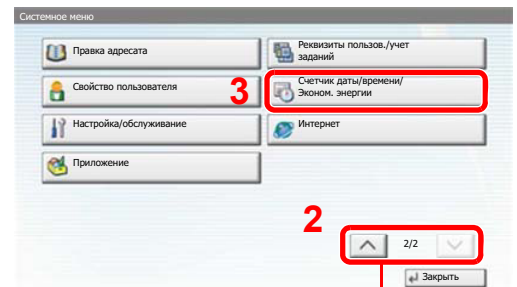 Системное меню
Правка адресата
Реквизиты пользов./учет
заданий
Свойство пользователя
3
Счетчик даты/времени/
Эконом. энергии
Настройка/обслуживание
Интернет
Приложение
2
2/2
Закрыть